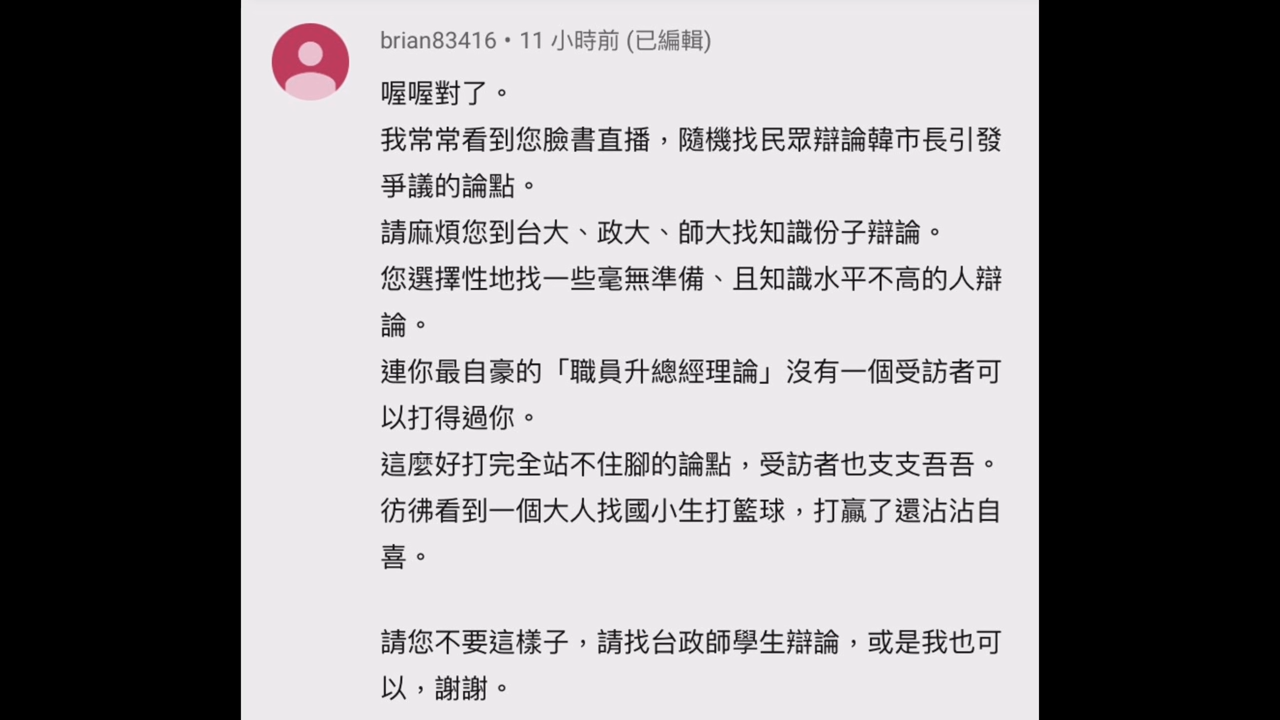 brian83416 • 11 小時前 (已編輯)
喔喔對了。
我常常看到您臉書直播，隨機找民眾辯論韓市長引發
爭議的論點。
請麻煩您到台大、政大、師大找知識份子辯論。
您選擇性地找一些毫無準備、且知識水平不高的人辯
論。
連你最自豪的「職員升總經理論」沒有一個受訪者可
以打得過你。
這麼好打完全站不住腳的論點，受訪者也支支吾吾。
彷彿看到一個大人找國小生打籃球，打贏了還沾沾自
喜。
請您不要這樣子，請找台政師學生辯論，或是我也可
以，謝謝。